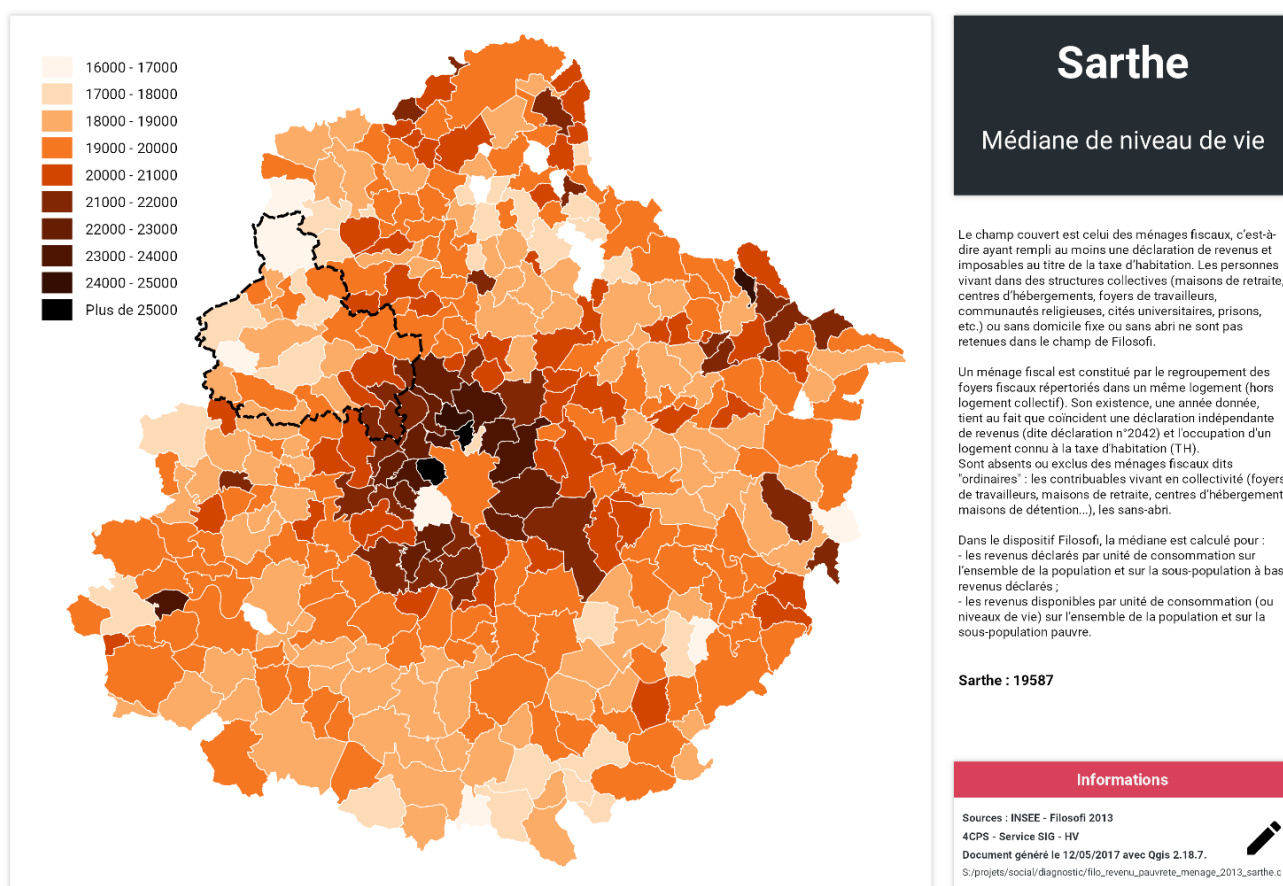 16000 - 17000
17000 - 18000
18000 - 19000
19000 - 20000
20000 - 21000
21000 - 22000
22000 - 23000
23000 - 24000
24000 - 25000
Plus de 25000
Sarthe
Médiane de niveau de vie
Le champ couvert est celui des ménages fiscaux, c'est-à-
dire ayant rempli au moins une déclaration de revenus et
imposables au titre de la taxe d'habitation. Les personnes
vivant dans des structures collectives (maisons de retraite,
centres d'hébergements, foyers de travailleurs,
communautés religieuses, cités universitaires, prisons,
etc.) ou sans domicile fixe ou sans abri ne sont pas
retenues dans le champ de Filosofi.
Un ménage fiscal est constitué par le regroupement des
foyers fiscaux répertoriés dans un même logement (hors
logement collectif). Son existence, une année donnée,
tient au fait que coïncident une déclaration indépendante
de revenus (dite déclaration n°2042) et l'occupation d'un
logement connu à la taxe d'habitation (TH).
Sont absents ou exclus des ménages fiscaux dits
"ordinaires" : les contribuables vivant en collectivité (foyers
de travailleurs, maisons de retraite, centres d'hébergement
maisons de détention...), les sans-abri.
Dans le dispositif Filosofi, la médiane est calculé pour :
- les revenus déclarés par unité de consommation sur
l'ensemble de la population et sur la sous-population à bas
revenus déclarés ;
- les revenus disponibles par unité de consommation (ou
niveaux de vie) sur l'ensemble de la population et sur la
sous-population pauvre.
Sarthe : 19587
Informations
Sources : INSEE - Filosofi 2013
4CPS - Service SIG - HV
Document généré le 12/05/2017 avec Qgis 2.18.7.
S:/projets/social/diagnostic/filo_revenu_pauvrete_menage_2013_sarthe.q